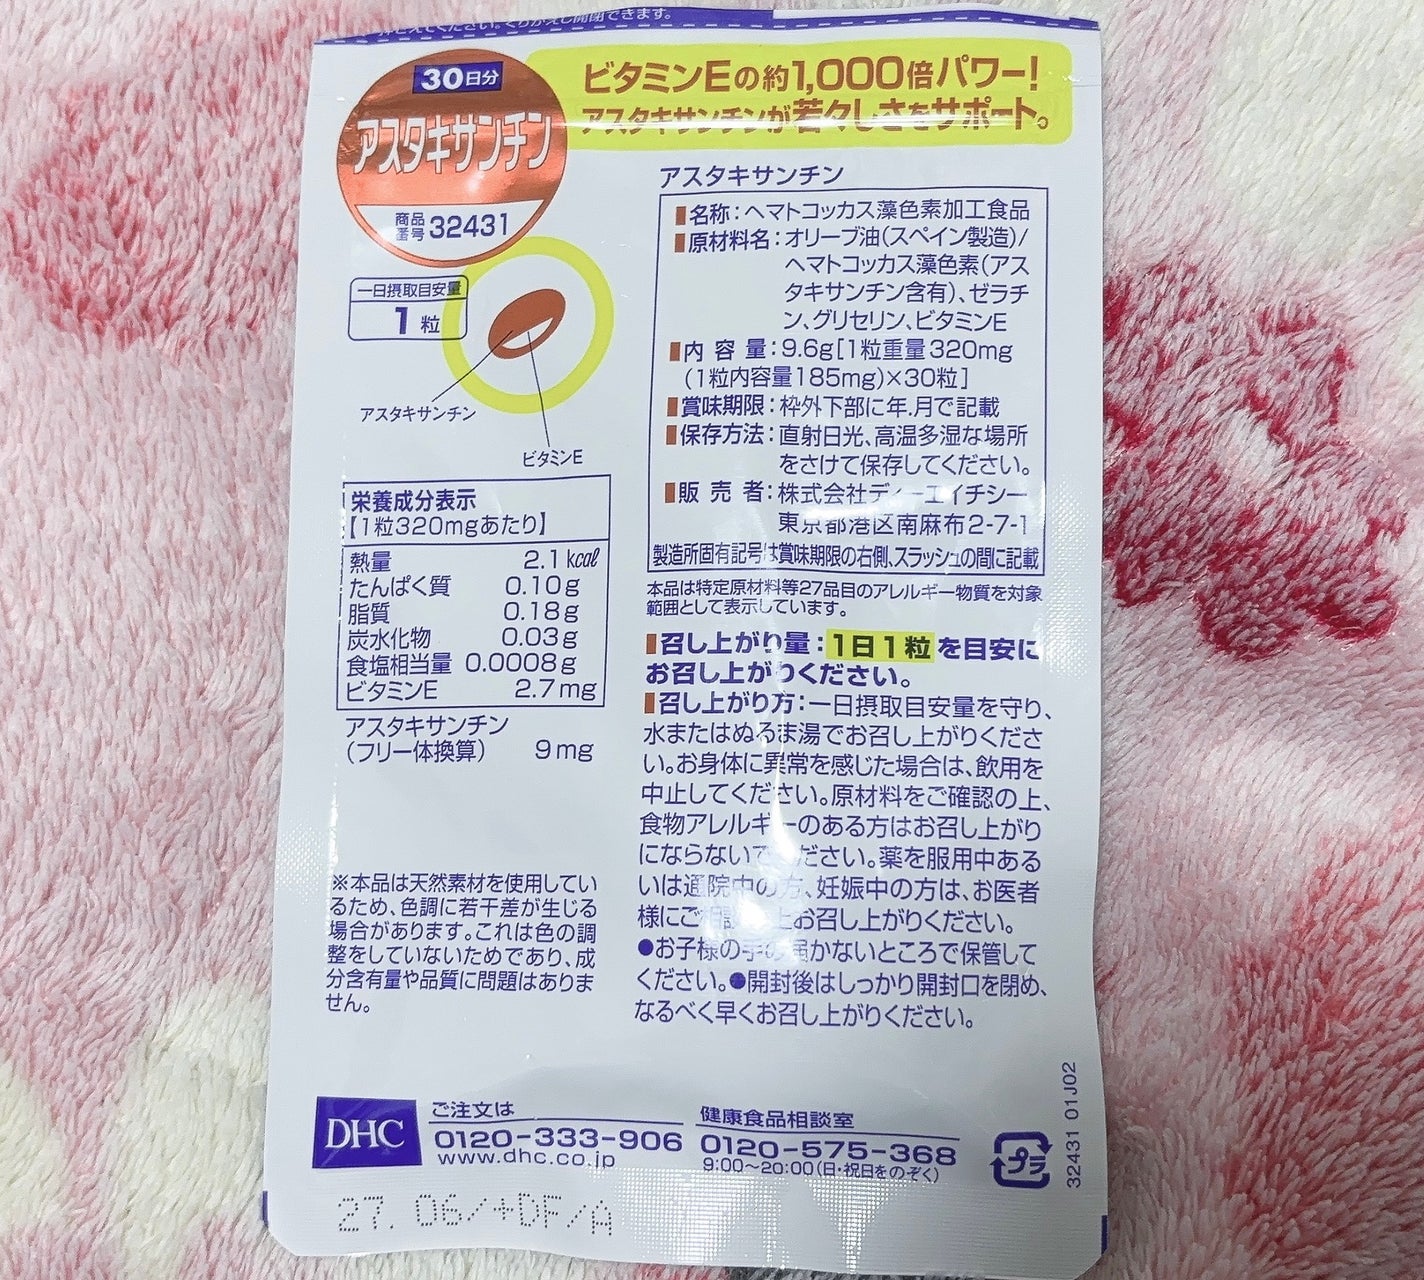 くりかえし開閉できます。
30日分
アスタキサンチン
商品番号 32431
ビタミンEの約1,000倍パワー!
アスタキサンチンが若々しさをサポート。
一日摂取目安量
1粒
アスタキサンチン
ビタミンE
栄養成分表示
【1粒320mgあたり】
熱量 2.1kcal
たんぱく質 0.10g
脂質 0.18g
炭水化物 0.03g
食塩相当量 0.0008g
ビタミンE 2.7mg
アスタキサンチン
(フリー体換算) 9mg
※本品は天然素材を使用してい
るため、色調に若干差が生じる
場合があります。これは色の調
整をしていないためであり、成
分含有量や品質に問題はありま
せん。
アスタキサンチン
■名称:ヘマトコッカス藻色素加工食品
■原材料名:オリーブ油(スペイン製造)/
ヘマトコッカス藻色素(アス
タキサンチン含有)、ゼラチ
ン、グリセリン、ビタミンE
■内容量:9.6g[1粒重量320mg
(1粒内容量185mg)×30粒]
■賞味期限:枠外下部に年.月で記載
■保存方法:直射日光、高温多湿な場所
をさけて保存してください。
■販売者:株式会社ディーエイチシー
東京都港区南麻布2-7-1
製造所固有記号は賞味期限の右側、スラッシュの間に記載
本品は特定原材料等27品目のアレルギー物質を対象
範囲として表示しています。
■召し上がり量:1日1粒を目安に
お召し上がりください。
■召し上がり方:一日摂取目安量を守り、
水またはぬるま湯でお召し上がりくださ
い。お身体に異常を感じた場合は、飲用を
中止してください。原材料をご確認の上、
食物アレルギーのある方はお召し上がり
にならないでください。薬を服用中ある
いは通院中の方、妊娠中の方は、お医者
様にご相談の上お召し上がりください。
●お子様の手の届かないところで保管して
ください。●開封後はしっかり開封口を閉め、
なるべく早くお召し上がりください。
DHC
ご注文は
0120-333-906
www.dhc.co.jp
健康食品相談室
0120-575-368
9:00～20:00(日・祝日をのぞく)
プラ
32431 01J02
27.06/+DF/A